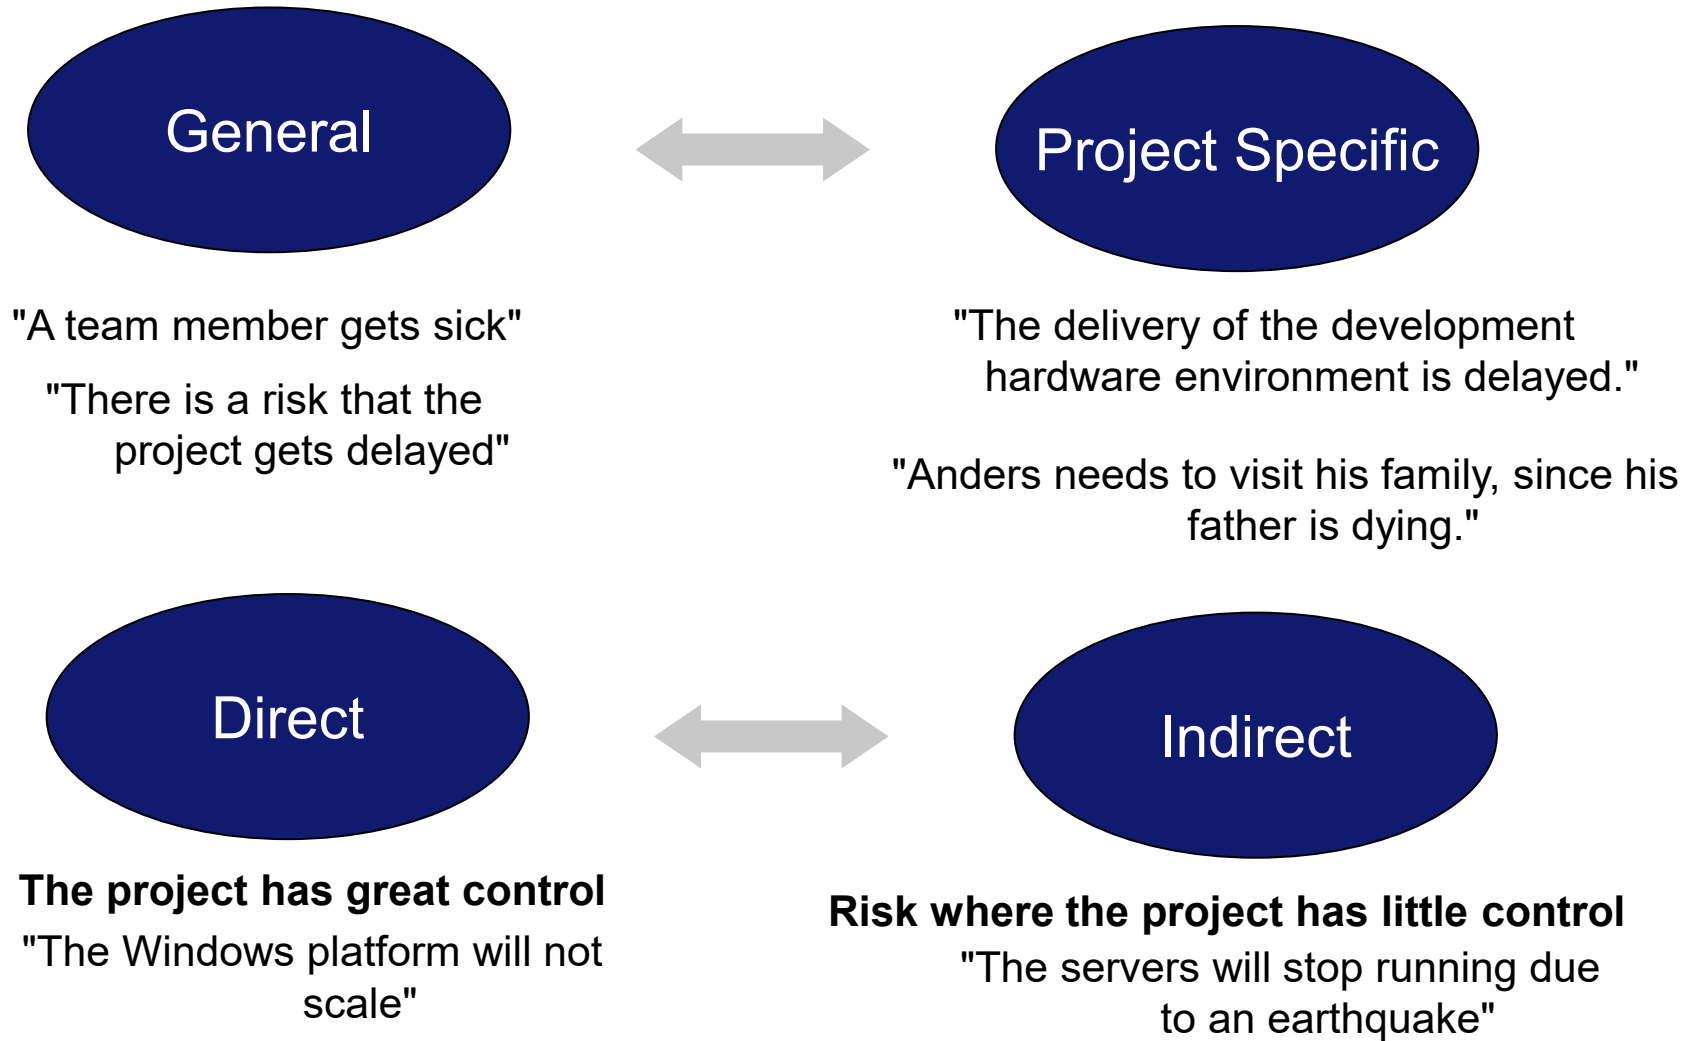 General
Project Specific
"A team member gets sick"
"There is a risk that the
project gets delayed"
"The delivery of the development
hardware environment is delayed."
"Anders needs to visit his family, since his
father is dying."
Direct
Indirect
The project has great control
"The Windows platform will not
scale"
Risk where the project has little control
"The servers will stop running due
to an earthquake"